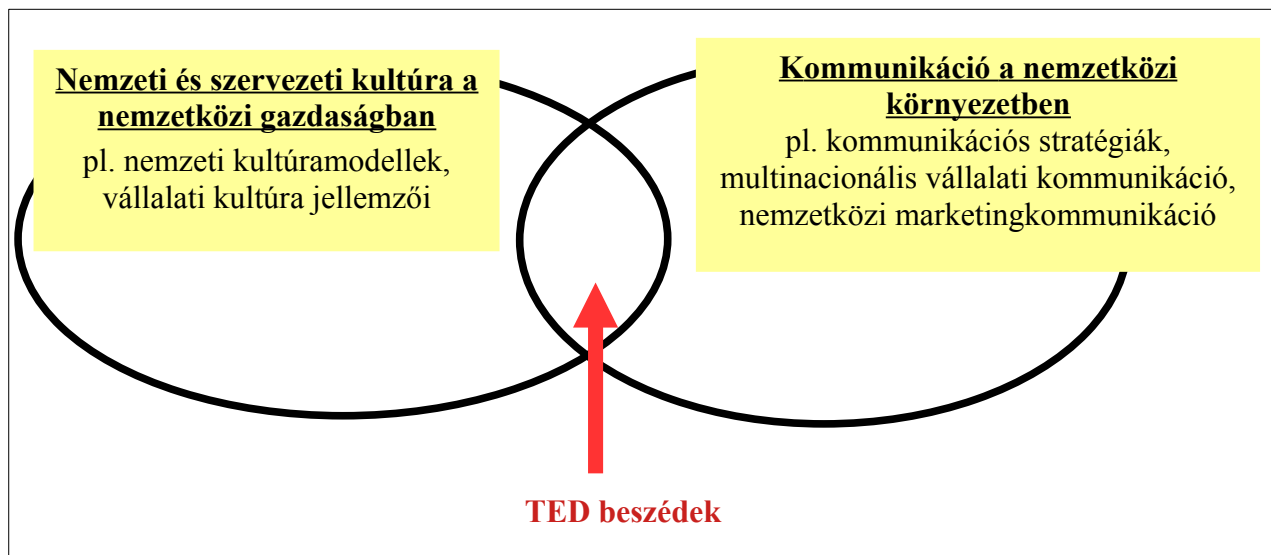 Nemzeti és szervezeti kultúra a
nemzetközi gazdaságban
pl. nemzeti kultúramodellek,
vállalati kultúra jellemzői
Kommunikáció a nemzetközi
környezetben
pl. kommunikációs stratégiák,
multinacionális vállalati kommunikáció,
nemzetközi marketingkommunikáció
TED beszédek